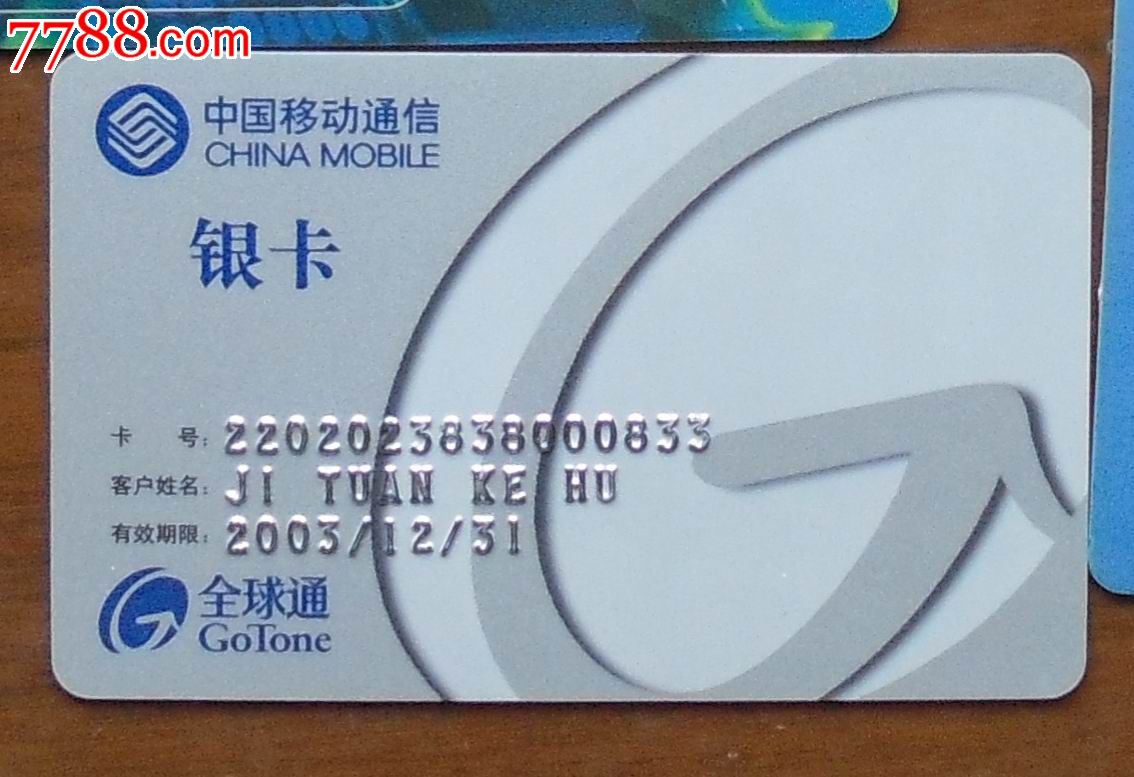 7788.com
中国移动通信
CHINA MOBILE
银卡
卡 号: 2202023838000833
客户姓名: JI TUAN KE HU
有效期限: 2003/12/31
全球通
GoTone